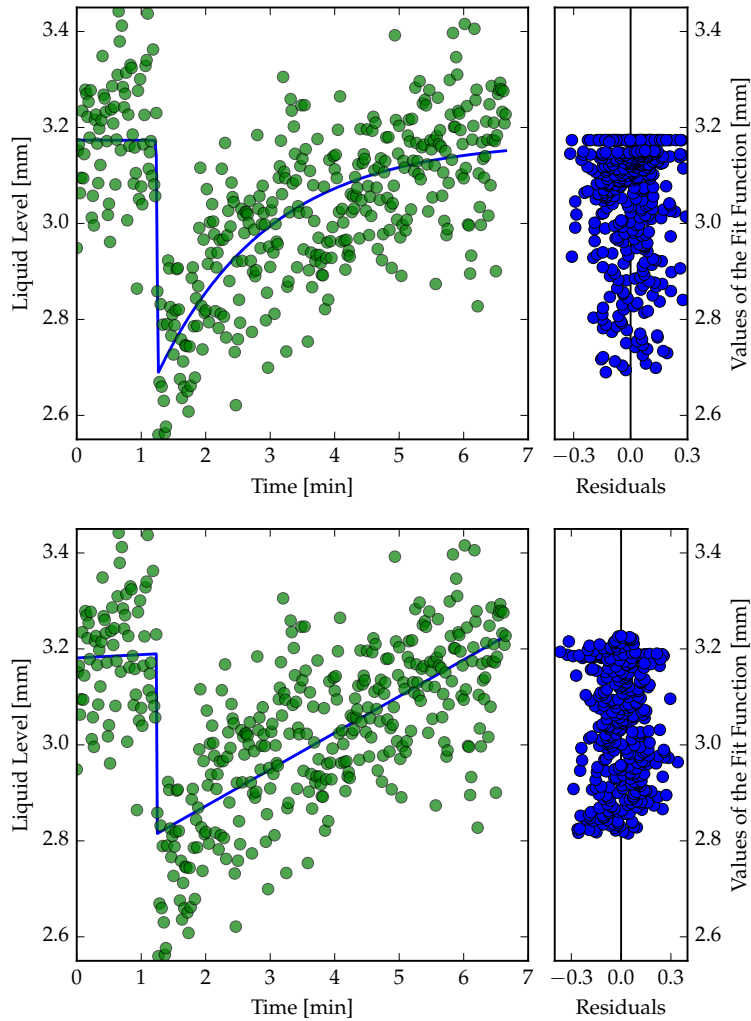 3.4
3.2
3.0
2.8
2.6
Liquid Level [mm]
0 1 2 3 4 5 6 7
Time [min]
3.4
3.2
3.0
2.8
2.6
Values of the Fit Function [mm]
−0.3 0.0 0.3
Residuals
3.4
3.2
3.0
2.8
2.6
Liquid Level [mm]
0 1 2 3 4 5 6 7
Time [min]
3.4
3.2
3.0
2.8
2.6
Values of the Fit Function [mm]
−0.3 0.0 0.3
Residuals